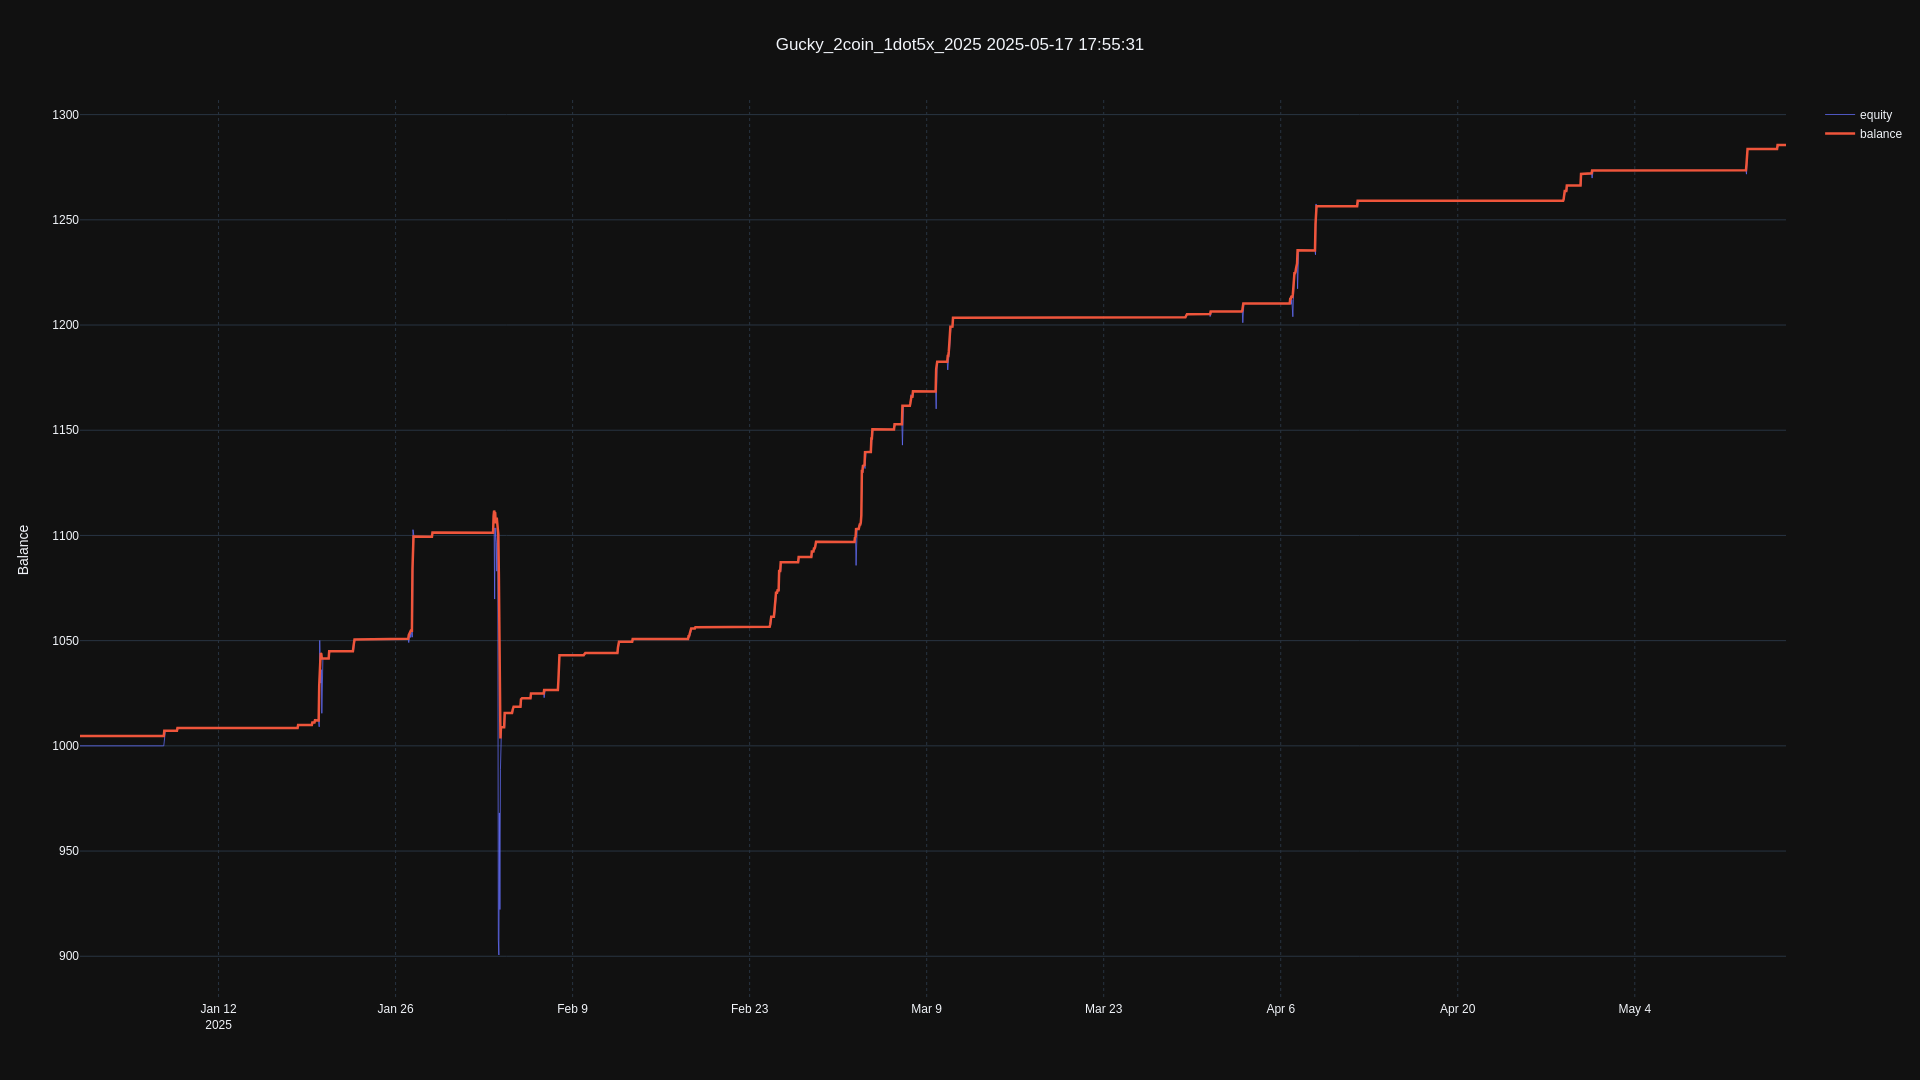 Gucky_2coin_1dot5x_2025 2025-05-17 17:55:31
equity
balance
1300
1250
1200
1150
1100
1050
1000
950
900
Balance
Jan 12
2025
Jan 26
Feb 9
Feb 23
Mar 9
Mar 23
Apr 6
Apr 20
May 4